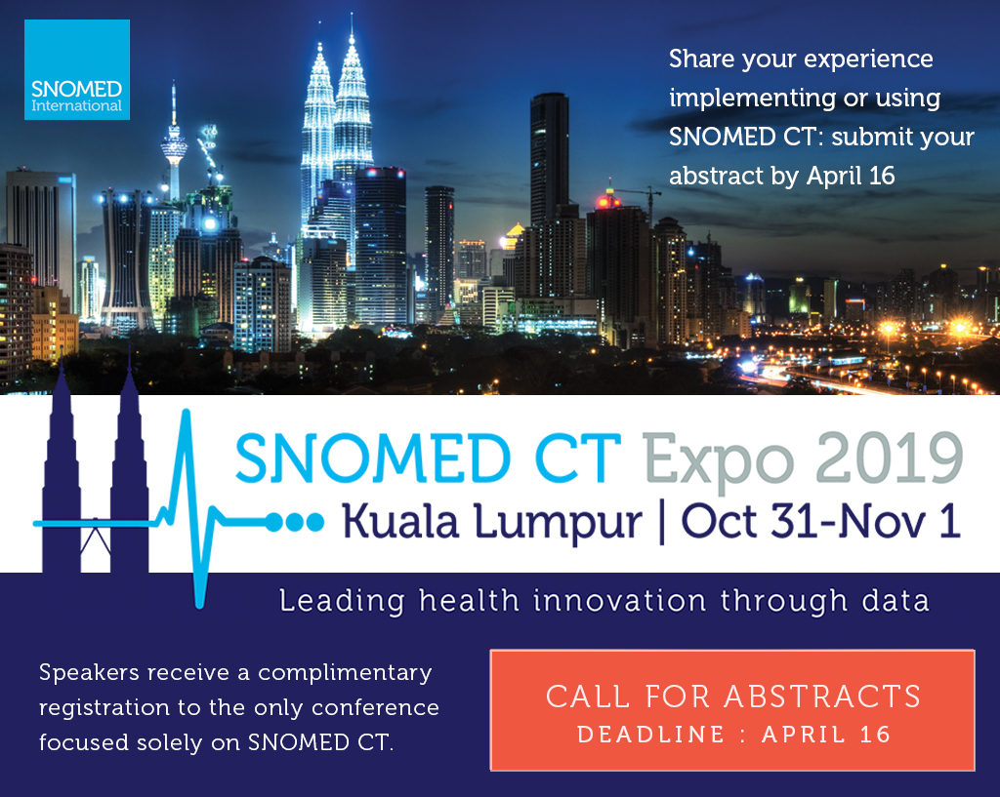 SNOMED
International
Share your experience
implementing or using
SNOMED CT: submit your
abstract by April 16
SNOMED CT Expo 2019
Kuala Lumpur | Oct 31-Nov 1
Leading health innovation through data
Speakers receive a complimentary
registration to the only conference
focused solely on SNOMED CT.
CALL FOR ABSTRACTS
DEADLINE : APRIL 16